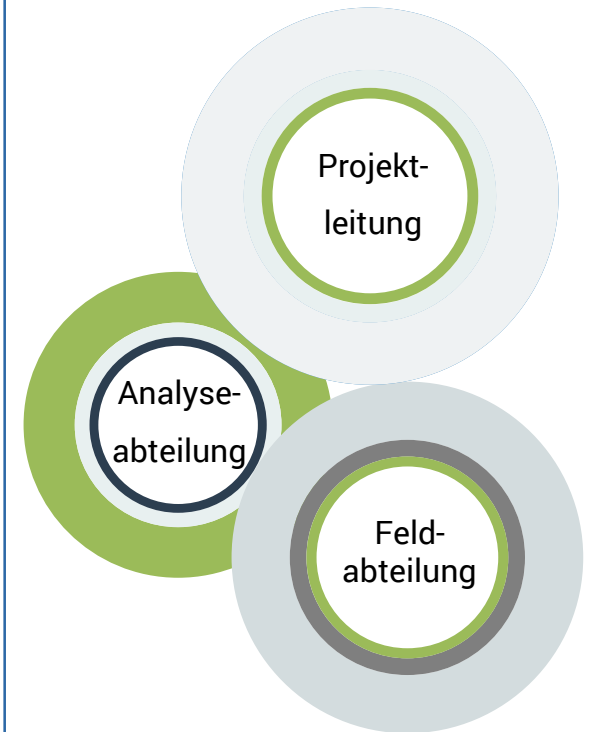 Projekt-
leitung
Analyse-
abteilung
Feld-
abteilung